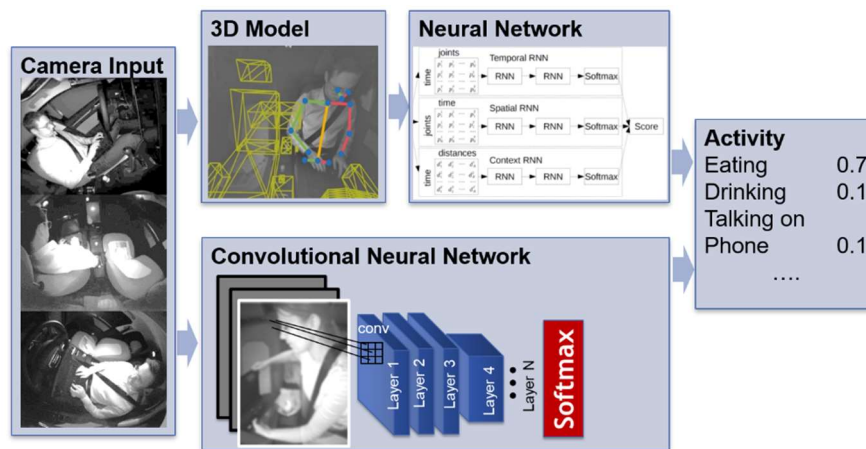 Camera Input
3D Model
Neural Network
joints
time
Temporal RNN
RNN
RNN
Softmax
time
joints
Spatial RNN
RNN
RNN
Softmax
Score
distances
time
Context RNN
RNN
RNN
Softmax
Convolutional Neural Network
conv
Layer 1
Layer 2
Layer 3
Layer 4
Layer N
Softmax
Activity
Eating 0.7
Drinking 0.1
Talking on
Phone 0.1
....